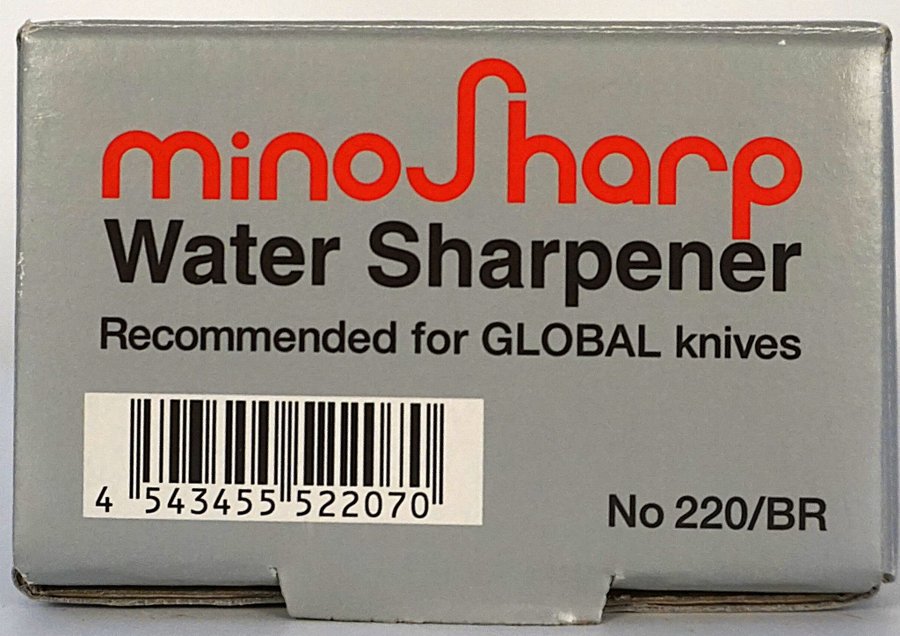 minoSharp
Water Sharpener
Recommended for GLOBAL knives
4 543455 522070
No 220/BR